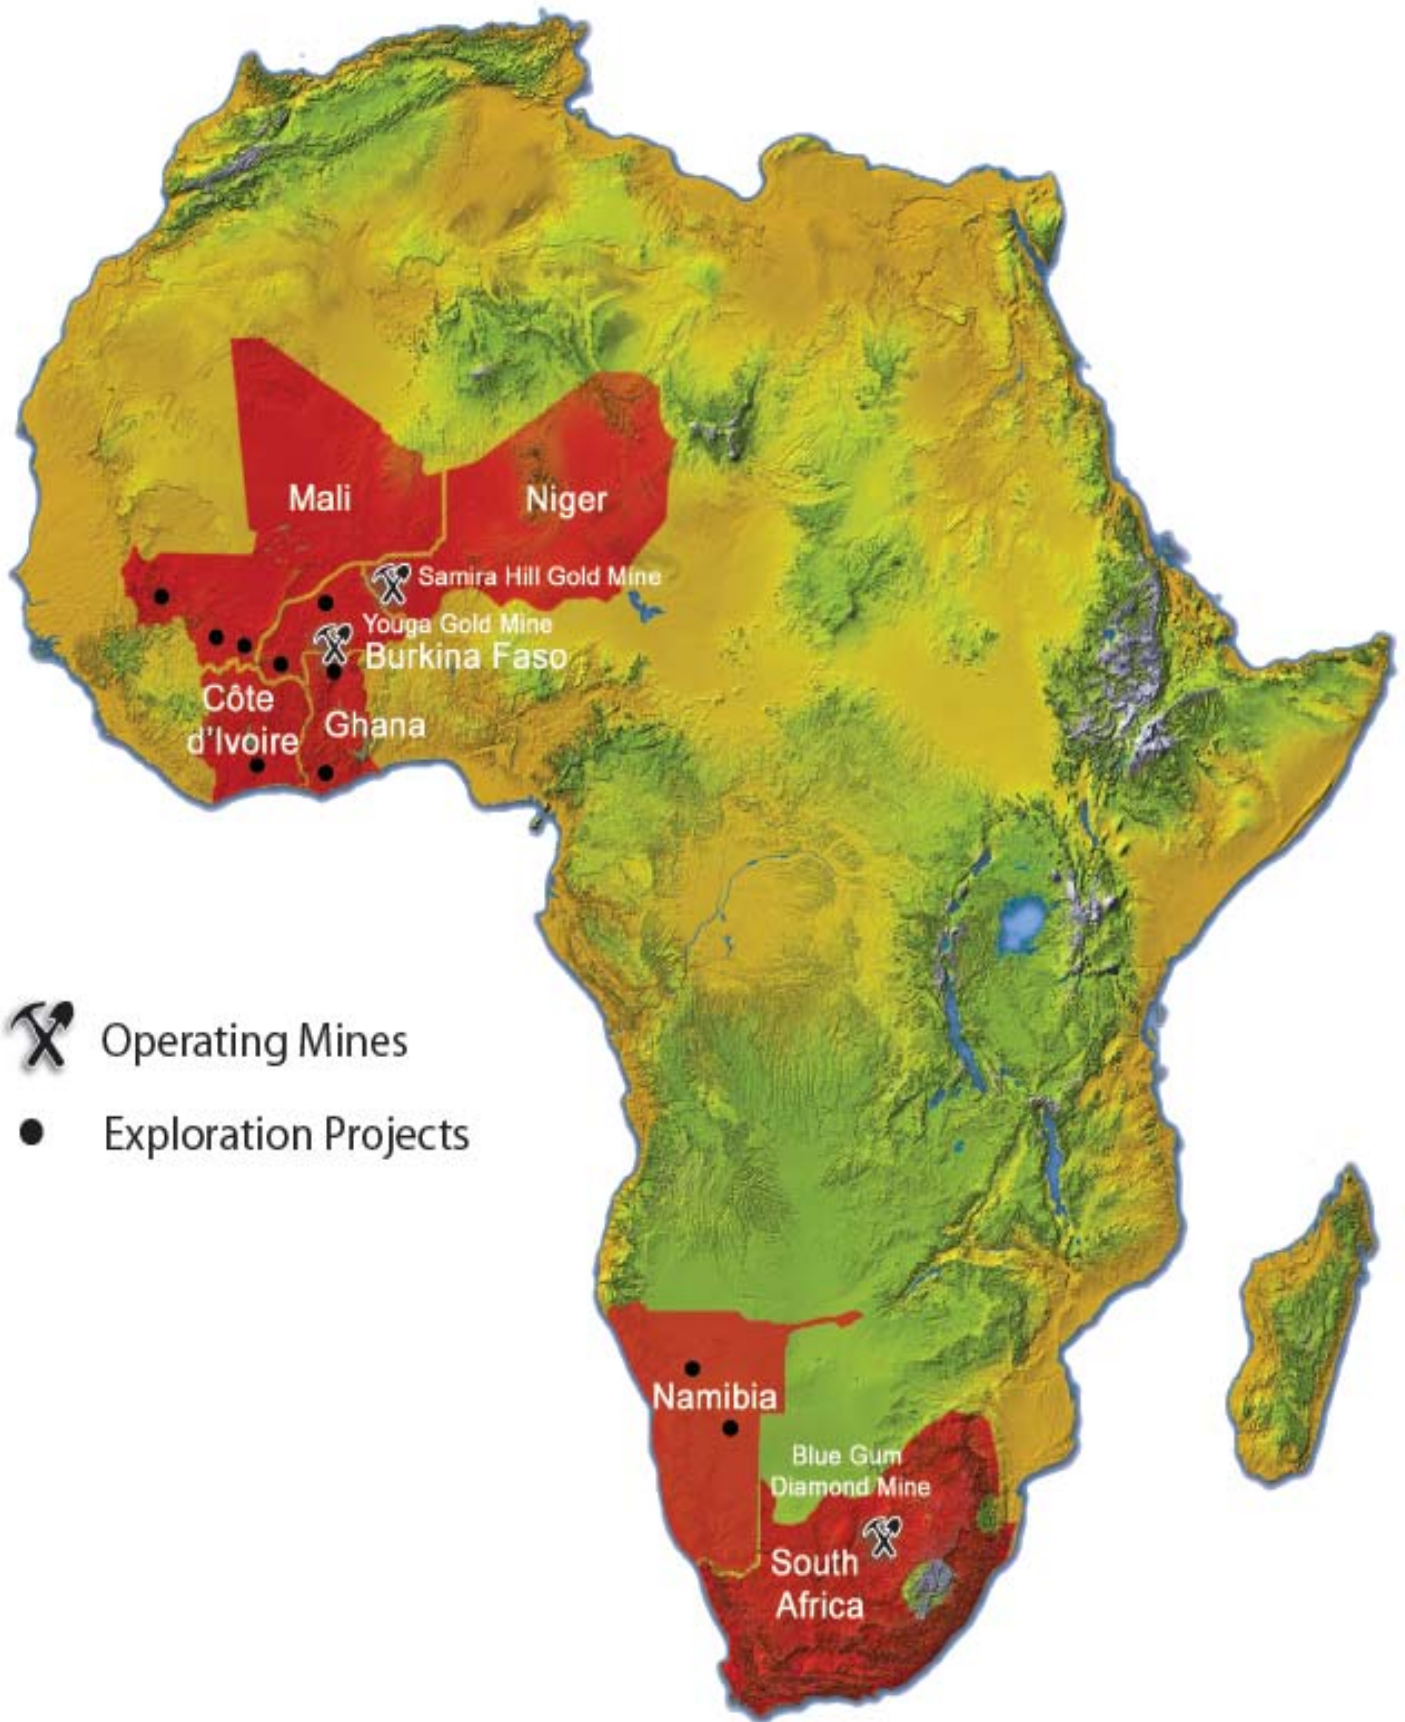 Mali
Niger
Samira Hill Gold Mine
Youga Gold Mine
Burkina Faso
Côte
d'Ivoire
Ghana
Operating Mines
Exploration Projects
Namibia
Blue Gum
Diamond Mine
South
Africa